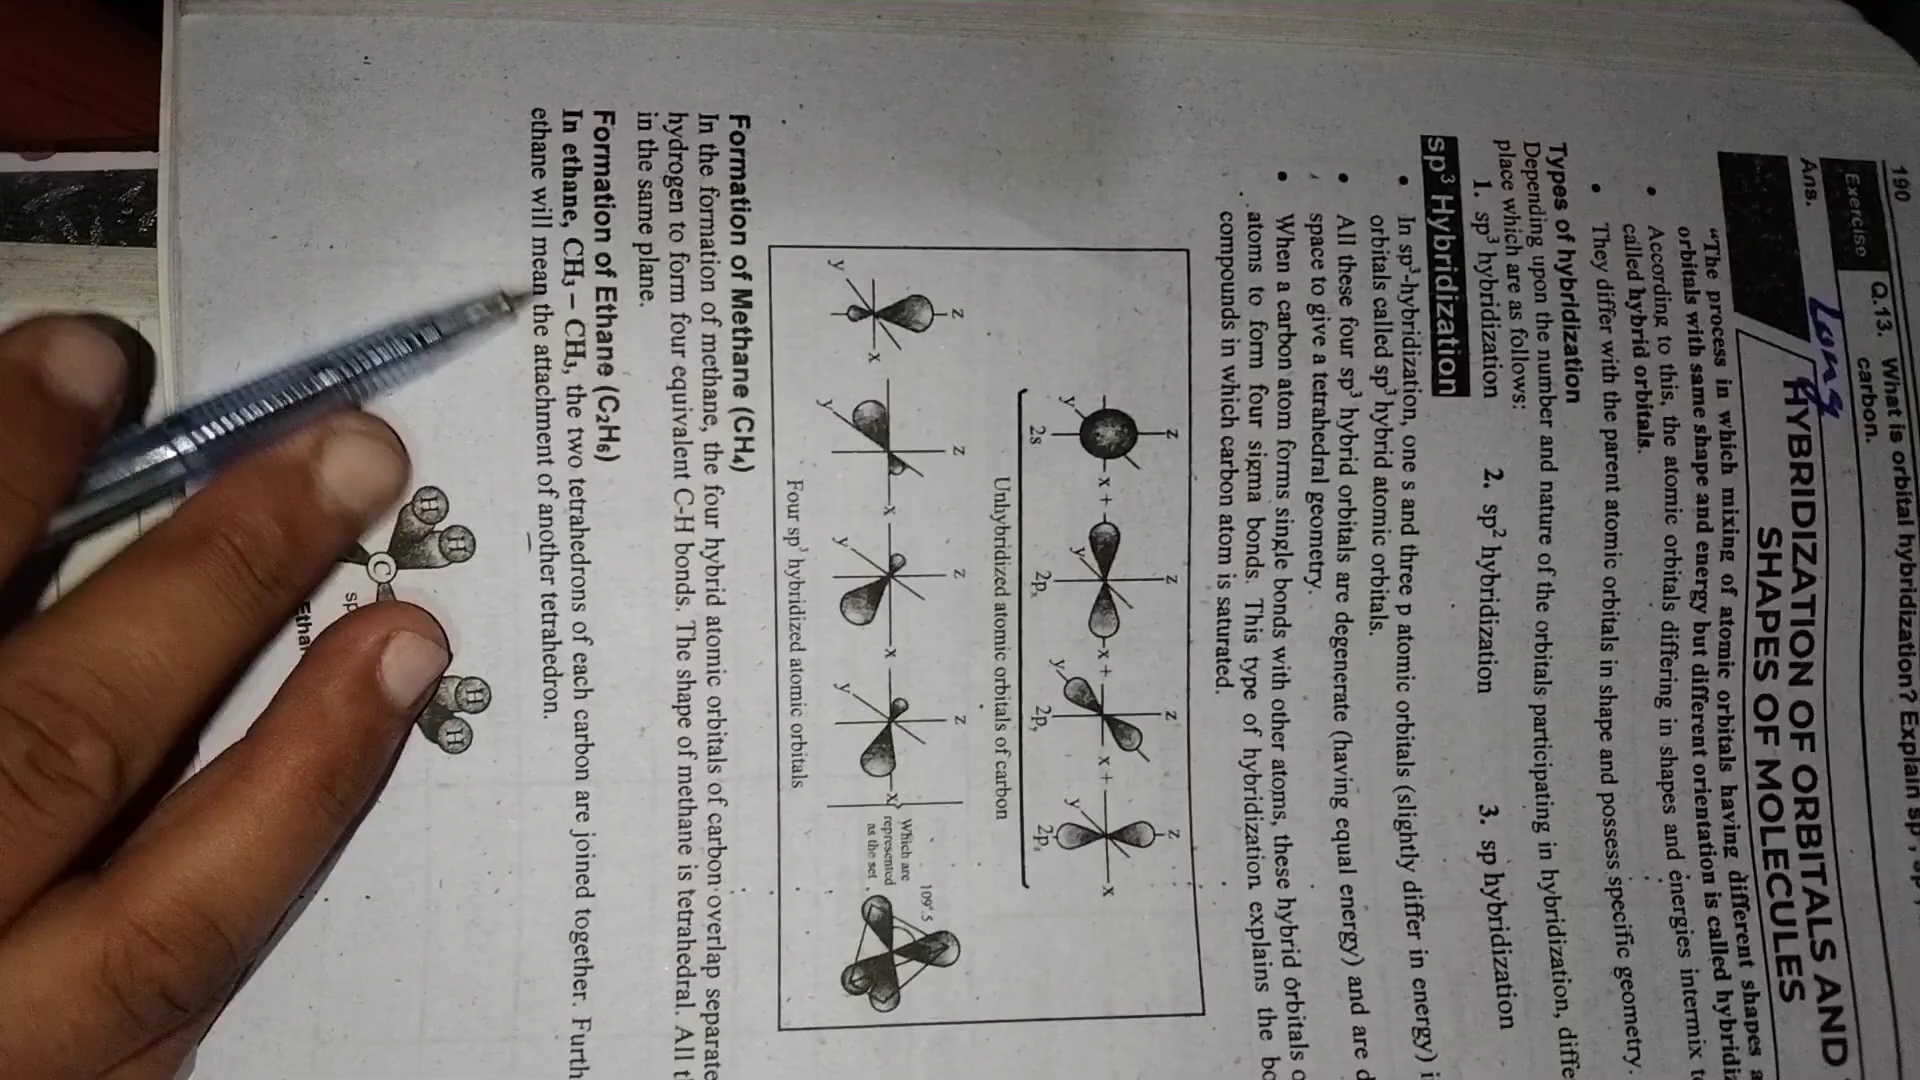 190
Exercise Q.13. What is orbital hybridization? Explain sp³, sp²,
carbon.
Ans. Long HYBRIDIZATION OF ORBITALS AND
SHAPES OF MOLECULES
“The process in which mixing of atomic orbitals having different shapes a
orbitals with same shape and energy but different orientation is called hybridiz
• According to this, the atomic orbitals differing in shapes and energies intermix to
called hybrid orbitals.
• They differ with the parent atomic orbitals in shape and possess specific geometry.
Types of hybridization
Depending upon the number and nature of the orbitals participating in hybridization, diffe
place which are as follows:
1. sp³ hybridization 2. sp² hybridization 3. sp hybridization
sp³ Hybridization
• In sp³-hybridization, one s and three p atomic orbitals (slightly differ in energy) i
orbitals called sp³ hybrid atomic orbitals.
• All these four sp³ hybrid orbitals are degenerate (having equal energy) and are d
space to give a tetrahedral geometry.
• When a carbon atom forms single bonds with other atoms, these hybrid orbitals o
atoms to form four sigma bonds. This type of hybridization explains the bo
compounds in which carbon atom is saturated.
z z z z
x + x + x + x
y y y y
2s 2pₓ 2pᵧ 2p
Unhybridized atomic orbitals of carbon
z z z z
x x x x
y y y y
109°.5
Which are
represented
as the set
Four sp³ hybridized atomic orbitals
Formation of Methane (CH₄)
In the formation of methane, the four hybrid atomic orbitals of carbon overlap separate
hydrogen to form four equivalent C-H bonds. The shape of methane is tetrahedral. All t
in the same plane.
Formation of Ethane (C₂H₆)
In ethane, CH₃ – CH₃, the two tetrahedrons of each carbon are joined together. Furth
ethane will mean the attachment of another tetrahedron.
H H H H
C
sp
Ethan